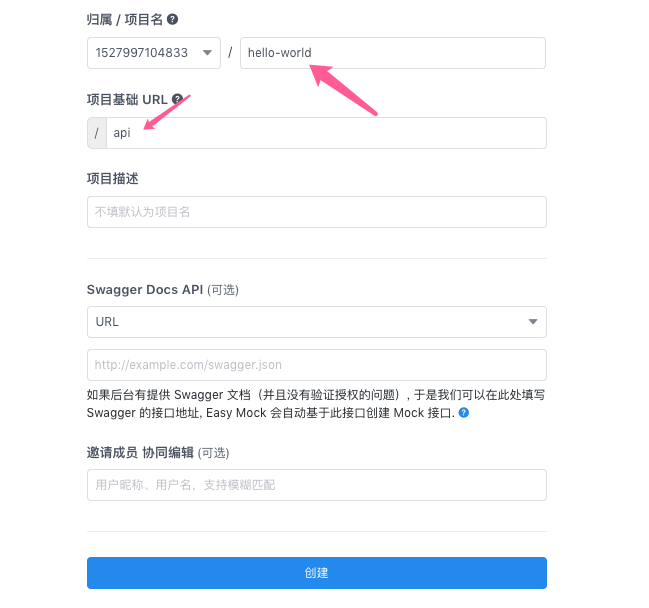 归属 / 项目名 ?
1527997104833 / hello-world
项目基础 URL ?
/ api
项目描述
不填默认为项目名
Swagger Docs API (可选)
URL
http://example.com/swagger.json
如果后台有提供 Swagger 文档（并且没有验证授权的问题）, 于是我们可以在此处填写
Swagger 的接口地址, Easy Mock 会自动基于此接口创建 Mock 接口. ?
邀请成员 协同编辑 (可选)
用户昵称、用户名，支持模糊匹配
创建